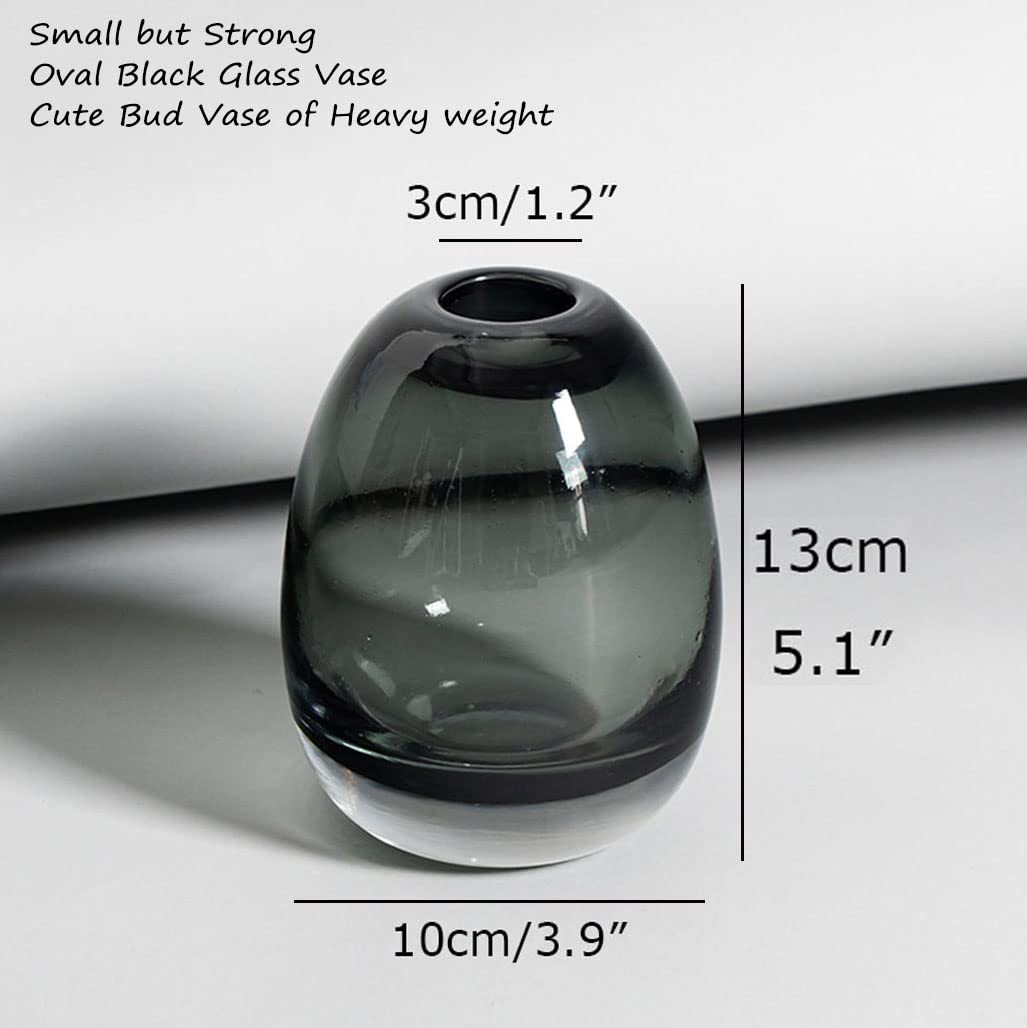 Small but Strong
Oval Black Glass Vase
Cute Bud Vase of Heavy weight
3cm/1.2”
13cm
5.1”
10cm/3.9”